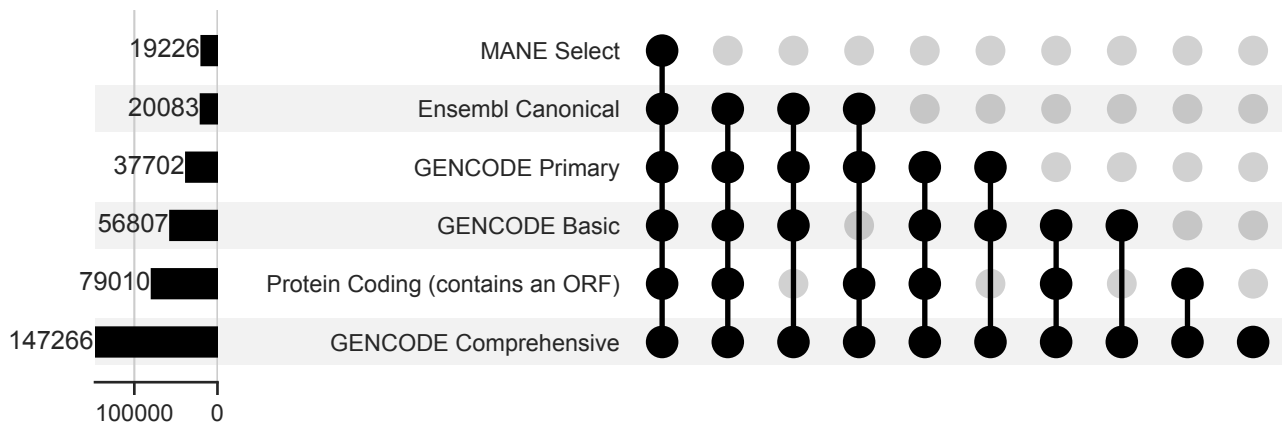 19226 MANE Select
20083 Ensembl Canonical
37702 GENCODE Primary
56807 GENCODE Basic
79010 Protein Coding (contains an ORF)
147266 GENCODE Comprehensive
100000 0